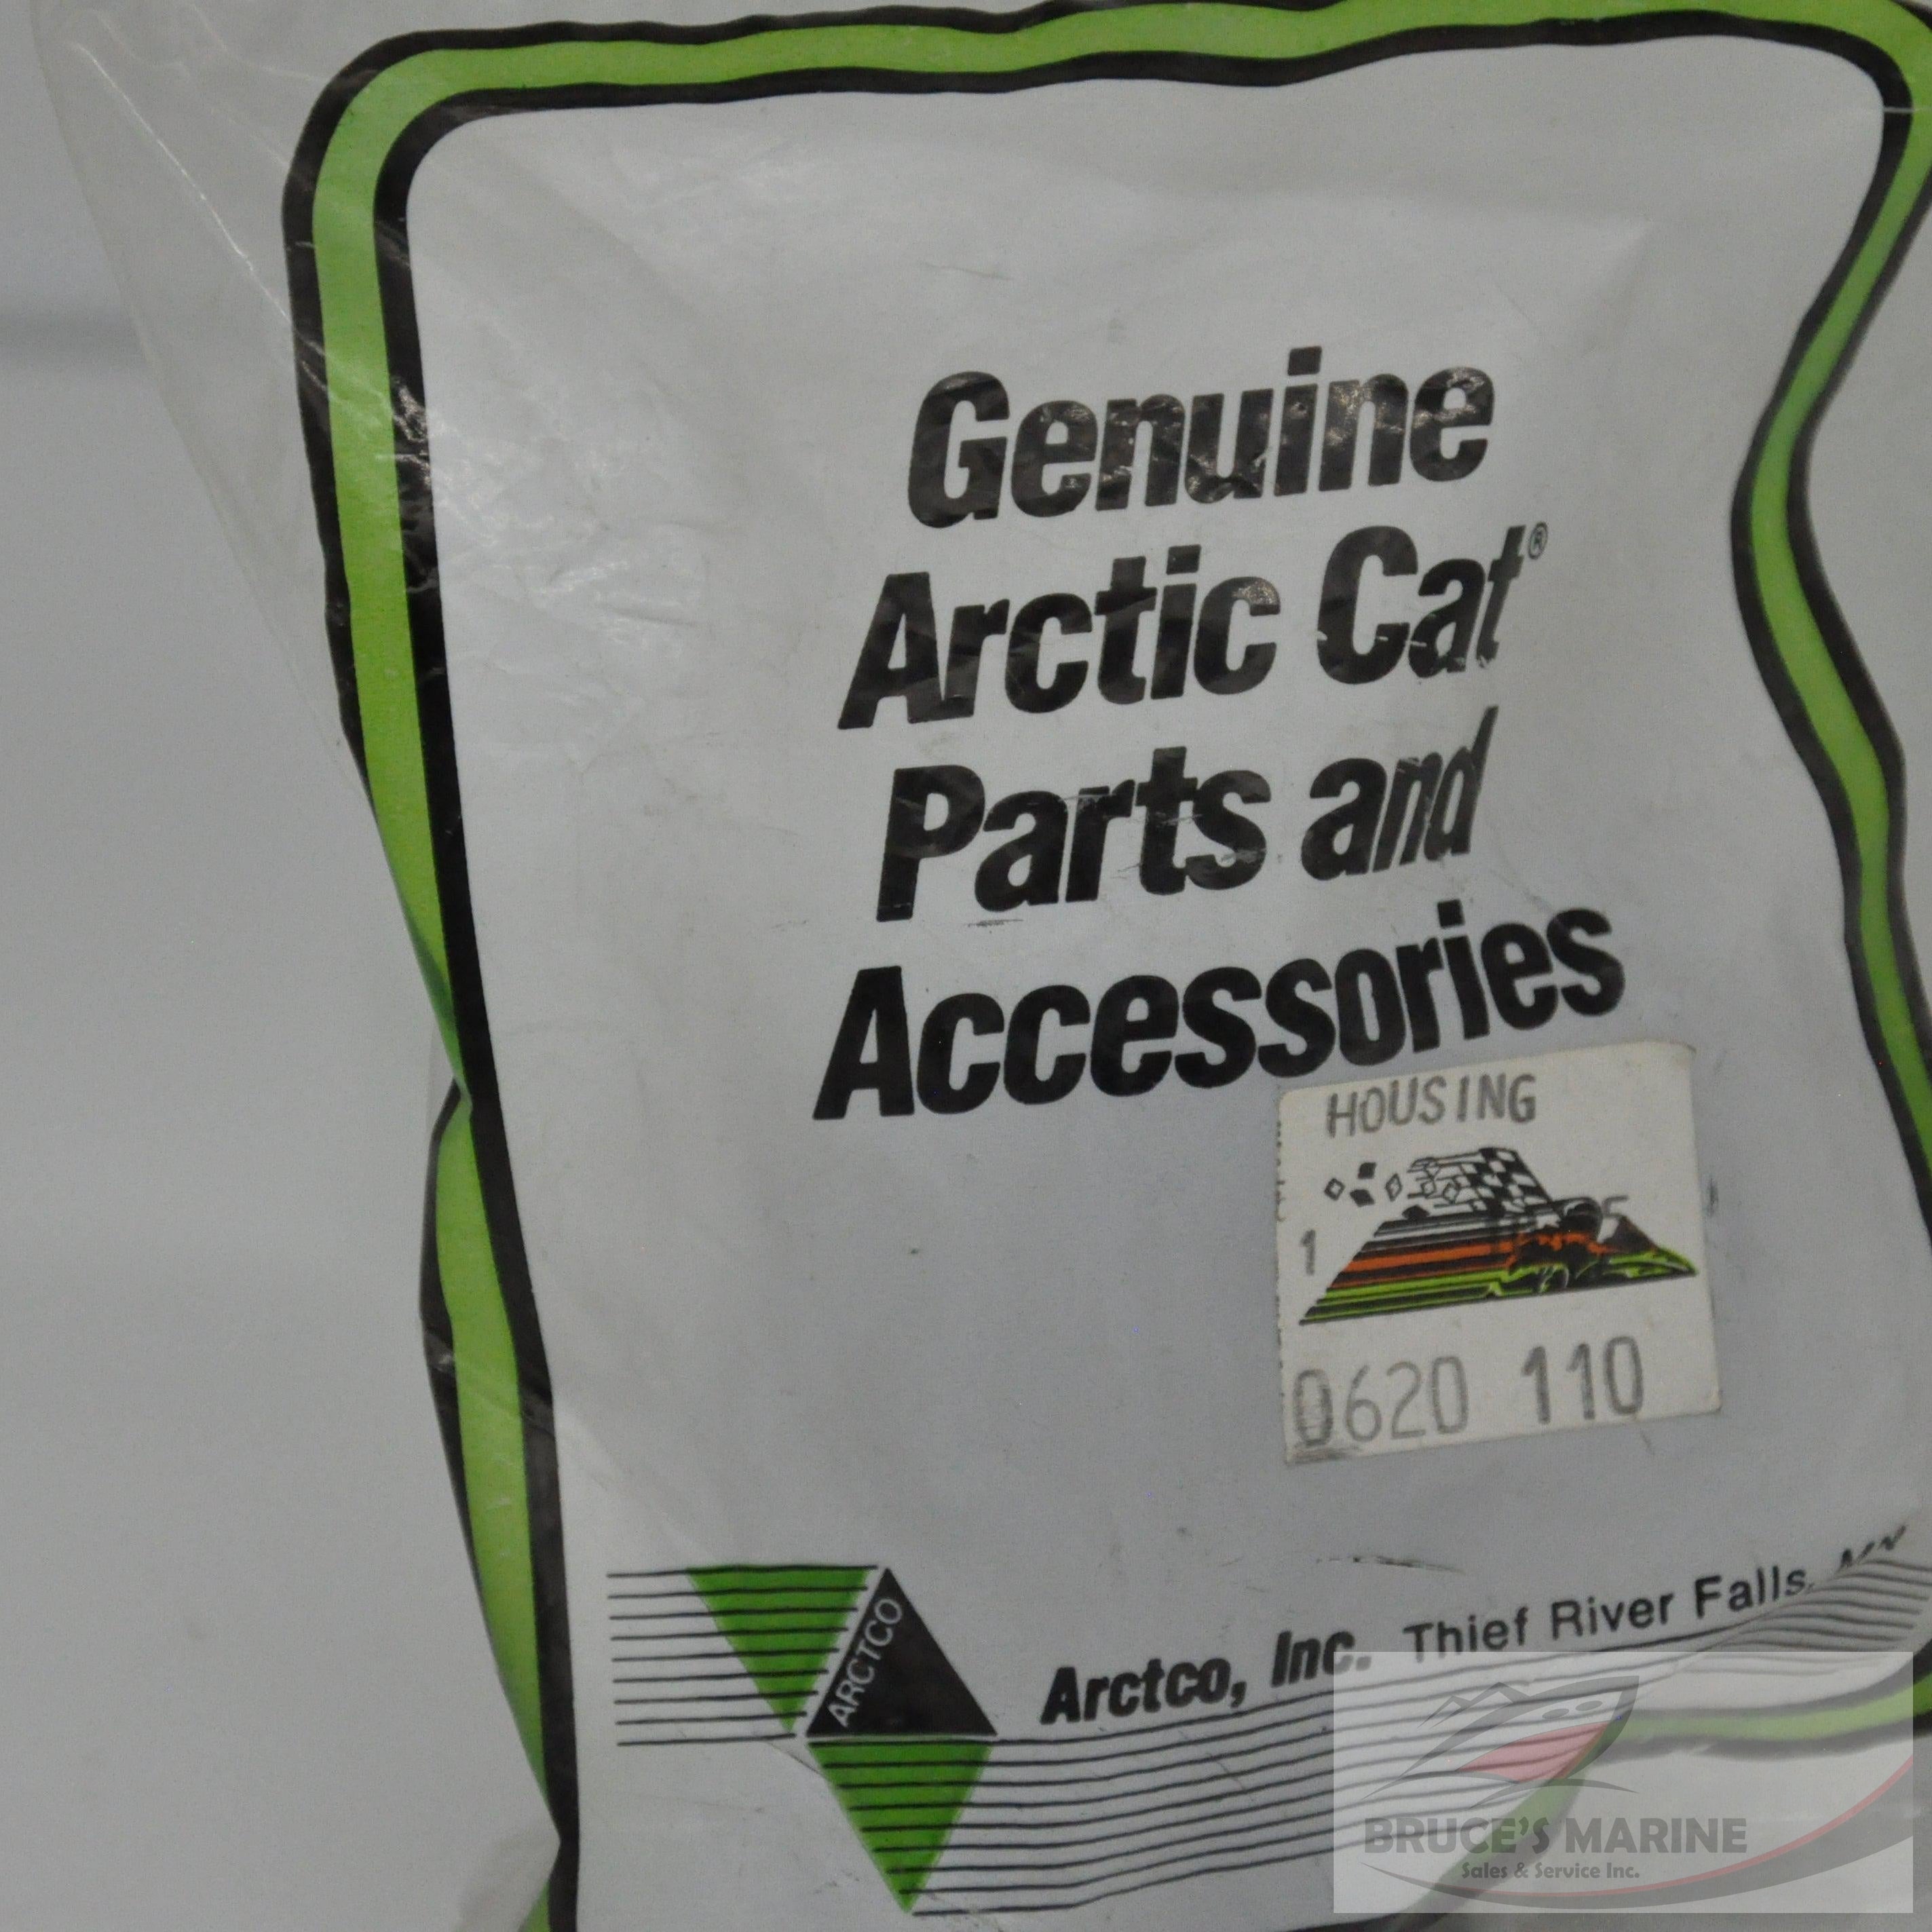 Genuine
Arctic Cat®
Parts and
Accessories
HOUSING
1
0620 110
ARCTCO
Arctco, Inc. Thief River Falls,
BRUCE'S MARINE
Sales & Service Inc.